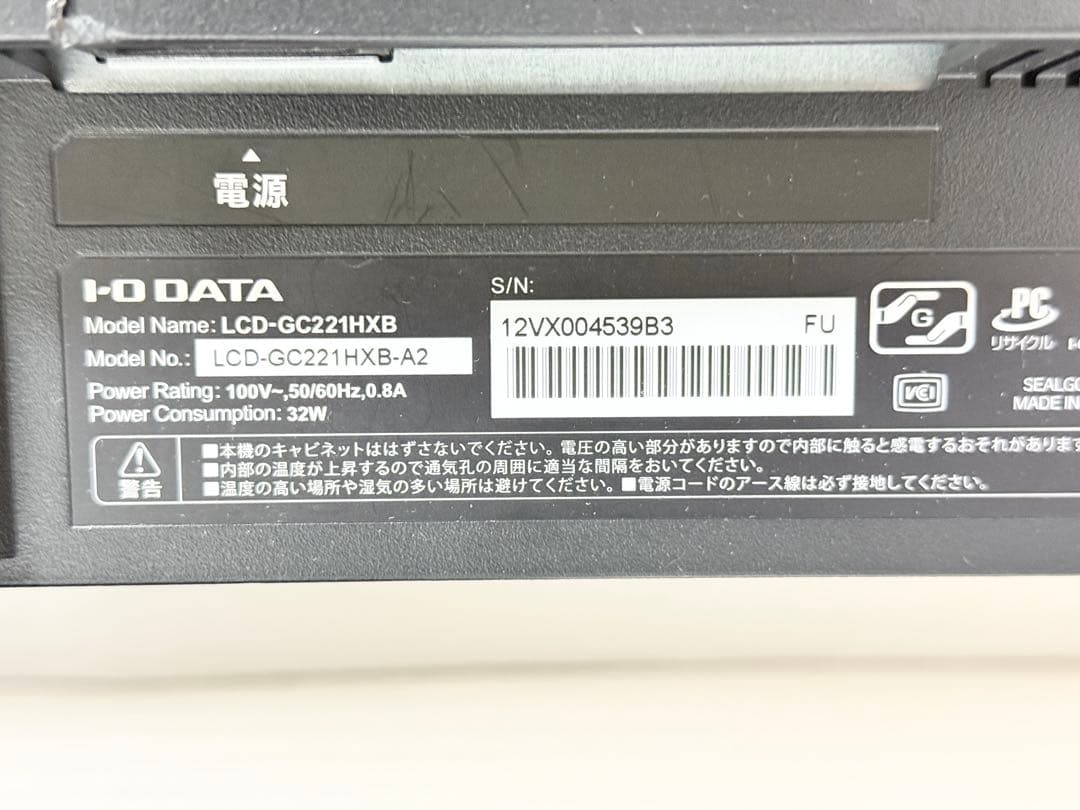 ▲
電源
I-O DATA
Model Name: LCD-GC221HXB
Model No.: LCD-GC221HXB-A2
Power Rating: 100V~,50/60Hz,0.8A
Power Consumption: 32W
S/N:
12VX004539B3 FU
G
PC
リサイクル
VCI
SEALGO
MADE IN
警告
■本機のキャビネットははずさないでください。電圧の高い部分がありますので内部に触ると感電するおそれがあります
■内部の温度が上昇するので通気孔の周囲に適当な間隔をおいてください。
■温度の高い場所や湿気の多い場所は避けてください。■電源コードのアース線は必ず接地してください。